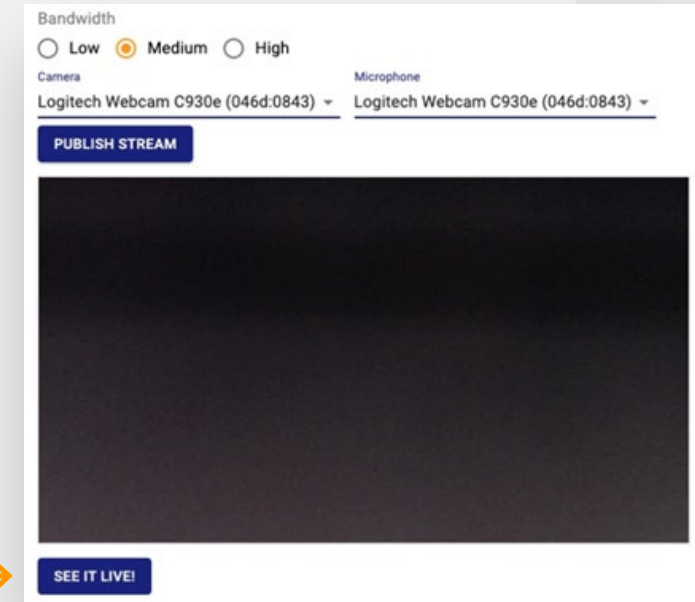 Bandwidth
Low Medium High
Camera Microphone
Logitech Webcam C930e (046d:0843) Logitech Webcam C930e (046d:0843)
PUBLISH STREAM
SEE IT LIVE!